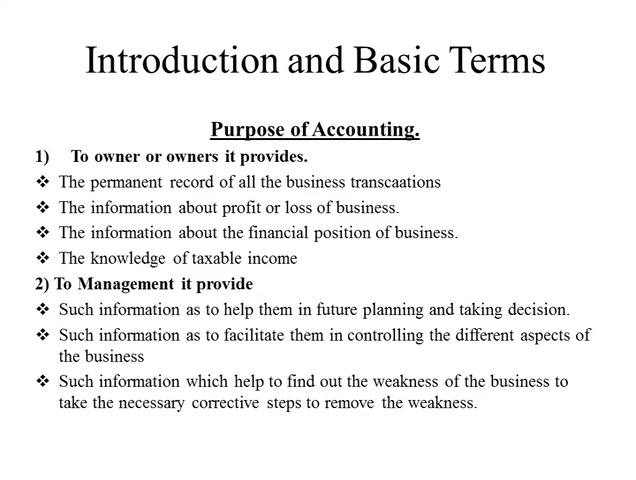 Introduction and Basic Terms
Purpose of Accounting.
1) To owner or owners it provides.
❖ The permanent record of all the business transcaations
❖ The information about profit or loss of business.
❖ The information about the financial position of business.
❖ The knowledge of taxable income
2) To Management it provide
❖ Such information as to help them in future planning and taking decision.
❖ Such information as to facilitate them in controlling the different aspects of
the business
❖ Such information which help to find out the weakness of the business to
take the necessary corrective steps to remove the weakness.